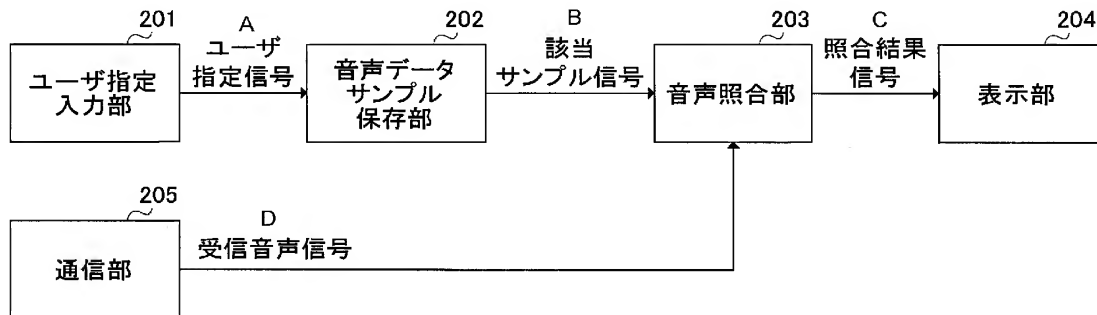 201
ユーザ指定
入力部
A
ユーザ
指定信号
202
音声データ
サンプル
保存部
B
該当
サンプル信号
203
音声照合部
C
照合結果
信号
204
表示部
205
通信部
D
受信音声信号